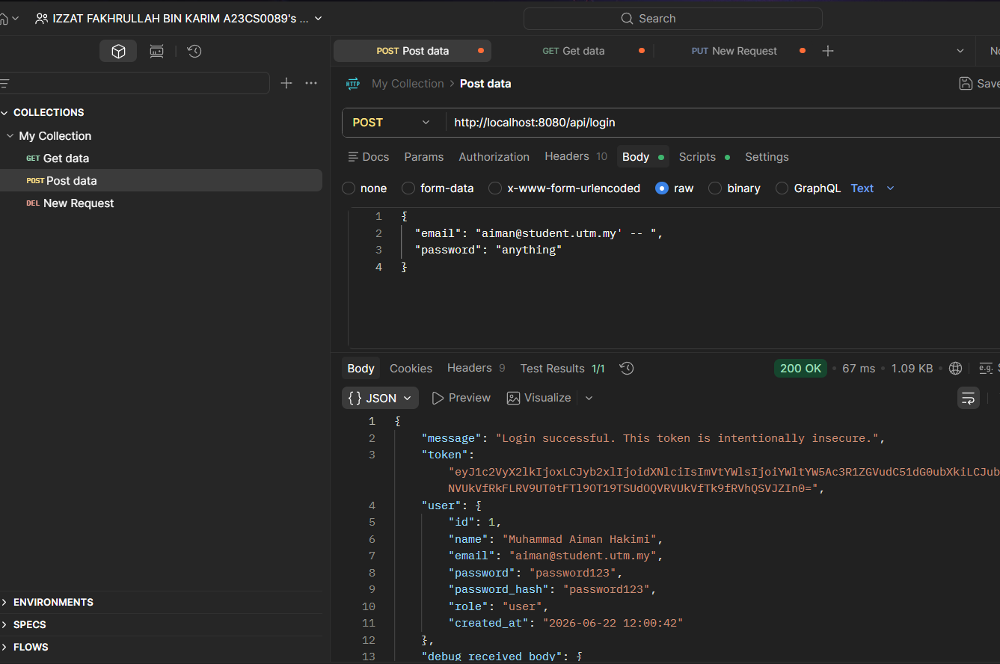 IZZAT FAKHRULLAH BIN KARIM A23CS0089's ...
Search
POST Post data
GET Get data
PUT New Request
My Collection > Post data
COLLECTIONS
My Collection
GET Get data
POST Post data
DEL New Request
ENVIRONMENTS
SPECS
FLOWS
HTTP
POST
http://localhost:8080/api/login
Docs Params Authorization Headers 10 Body Scripts Settings
none form-data x-www-form-urlencoded raw binary GraphQL Text
1 {
2 "email": "aiman@student.utm.my' -- ",
3 "password": "anything"
4 }
Body Cookies Headers 9 Test Results 1/1
200 OK • 67 ms • 1.09 KB • e.g.
{} JSON Preview Visualize
1 {
2 "message": "Login successful. This token is intentionally insecure.",
3 "token":
"eyJ1c2VyX2lkIjoxLCJyb2xlIjoidXNlciIsImVtYWlsIjoiYWltYW5Ac3R1ZGVudC51dG0ubXkiLCJub
NVUkVfRkFLRV9UT0tFTl9OT19TSUdOQVRVUkVfTk9fRVhQSVJZIn0=",
4 "user": {
5 "id": 1,
6 "name": "Muhammad Aiman Hakimi",
7 "email": "aiman@student.utm.my",
8 "password": "password123",
9 "password_hash": "password123",
10 "role": "user",
11 "created_at": "2026-06-22 12:00:42"
12 },
13 "debug_received_body": {